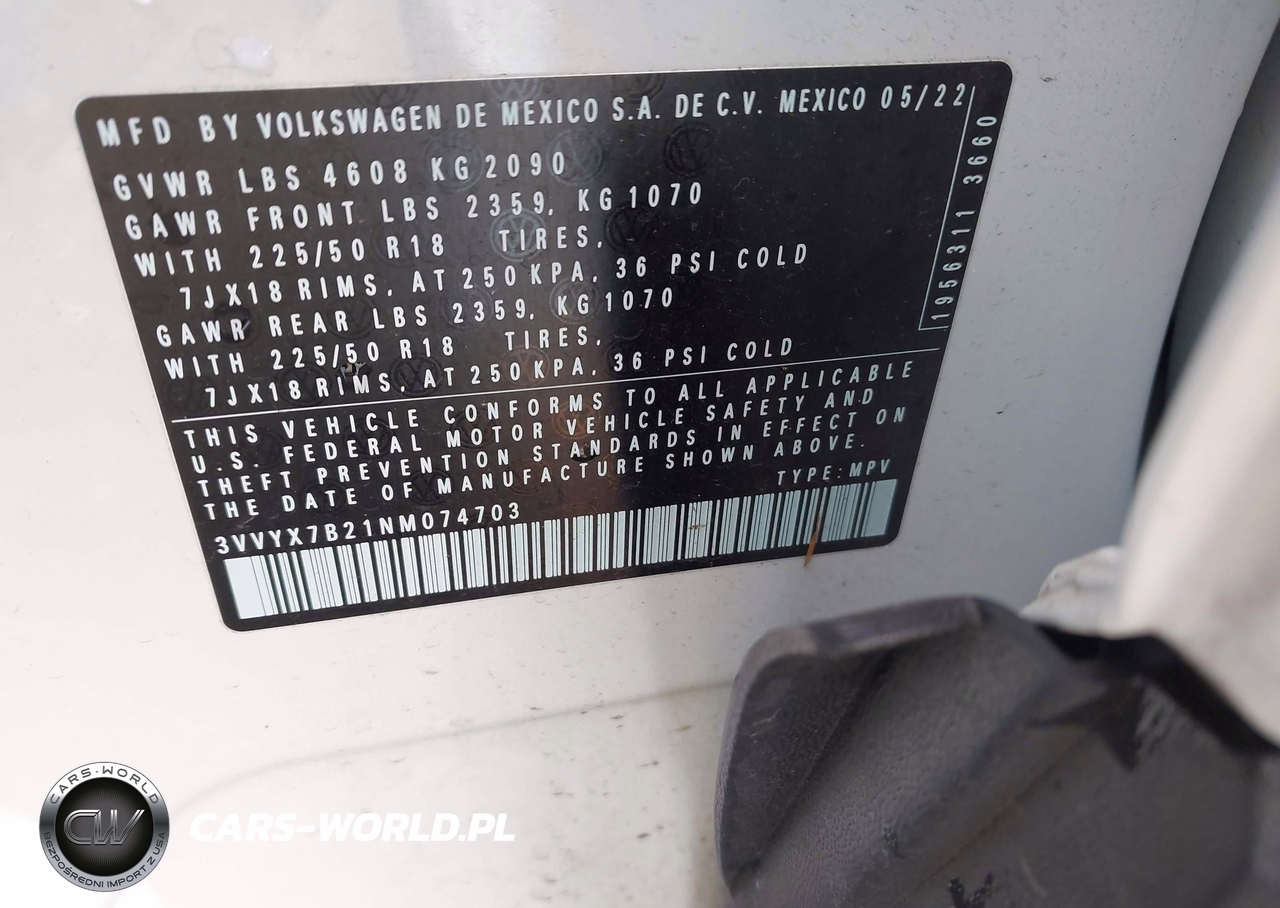 MFD BY VOLKSWAGEN DE MEXICO S.A. DE C.V. MEXICO 05/22
GVWR LBS 4608 KG 2090
GAWR FRONT LBS 2359, KG 1070
WITH 225/50 R18 TIRES,
7JX18 RIMS, AT 250 KPA, 36 PSI COLD
GAWR REAR LBS 2359, KG 1070
WITH 225/50 R18 TIRES,
7JX18 RIMS, AT 250 KPA, 36 PSI COLD
1956311 3660
THIS VEHICLE CONFORMS TO ALL APPLICABLE
U.S. FEDERAL MOTOR VEHICLE SAFETY AND
THEFT PREVENTION STANDARDS IN EFFECT ON
THE DATE OF MANUFACTURE SHOWN ABOVE.
3VVYX7B21NM074703 TYPE: MPV
CARS-WORLD
CW
BEZPOŚREDNI IMPORT Z USA
CARS-WORLD.PL